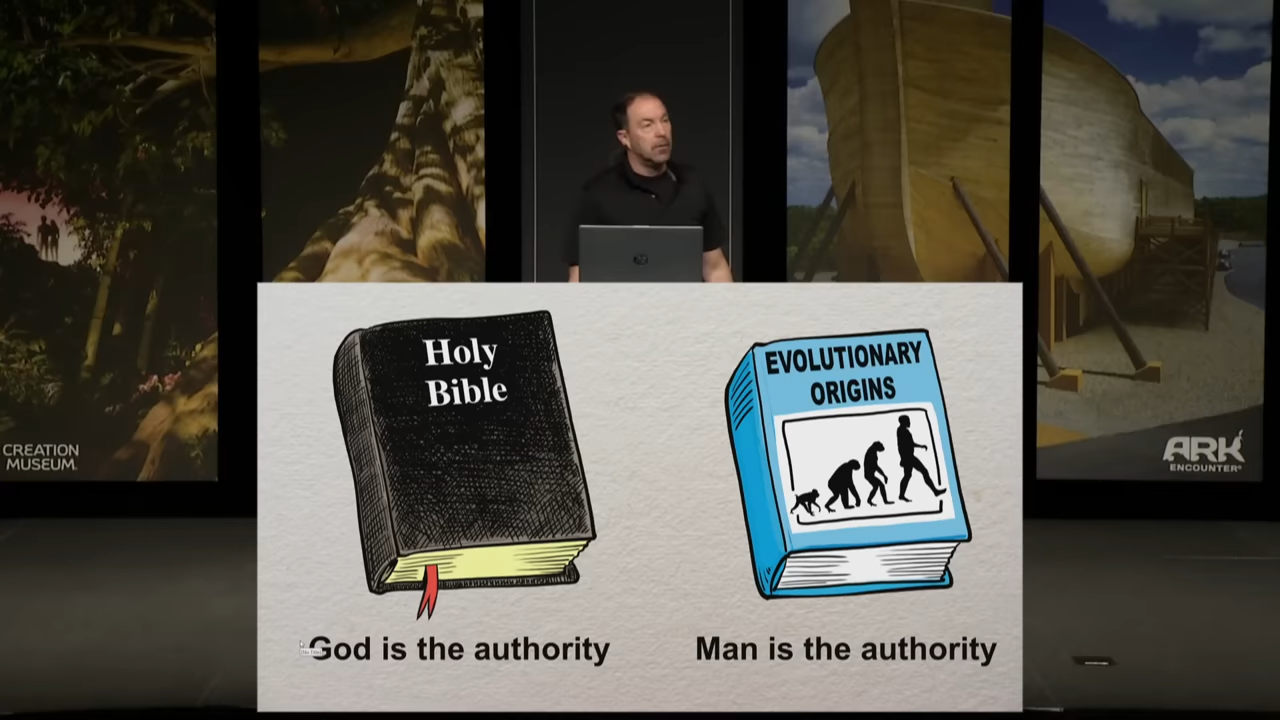 Holy
Bible
EVOLUTIONARY
ORIGINS
CREATION
MUSEUM
ARK
ENCOUNTER
God is the authority
Man is the authority